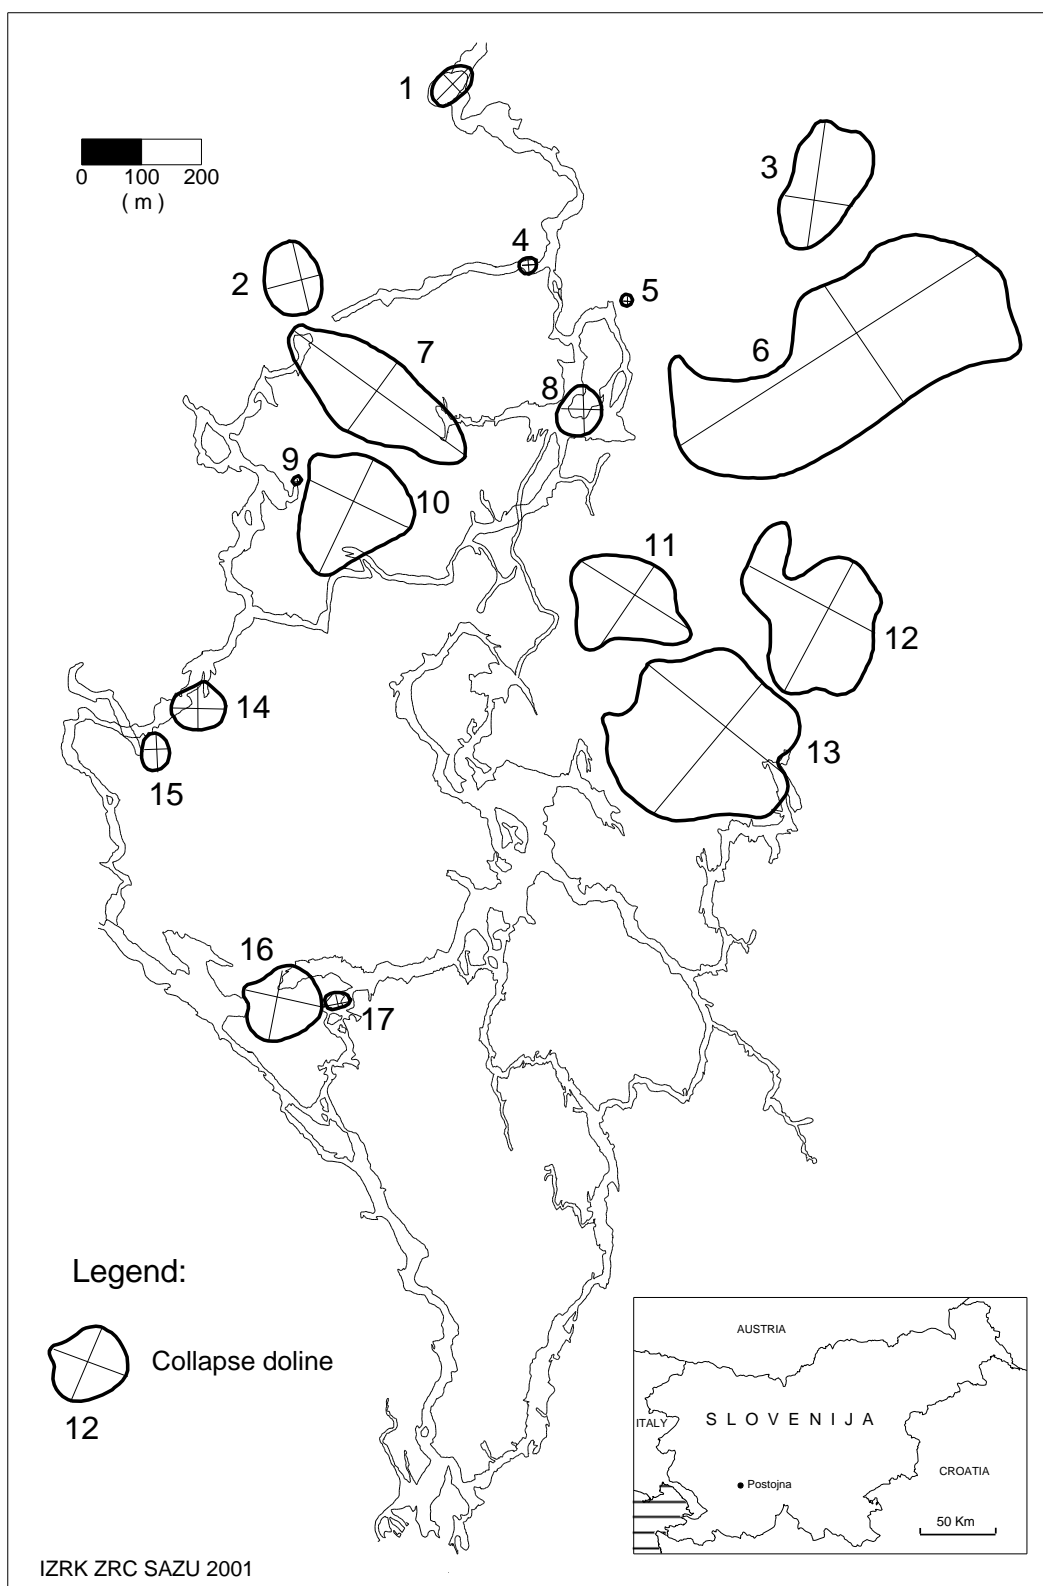 1
0 100 200
( m )
3
4
2
5
7
6
8
9
10
11
12
14
13
15
16
17
Legend:
Collapse doline
12
AUSTRIA
ITALY
SLOVENIJA
CROATIA
Postojna
50 Km
IZRK ZRC SAZU 2001